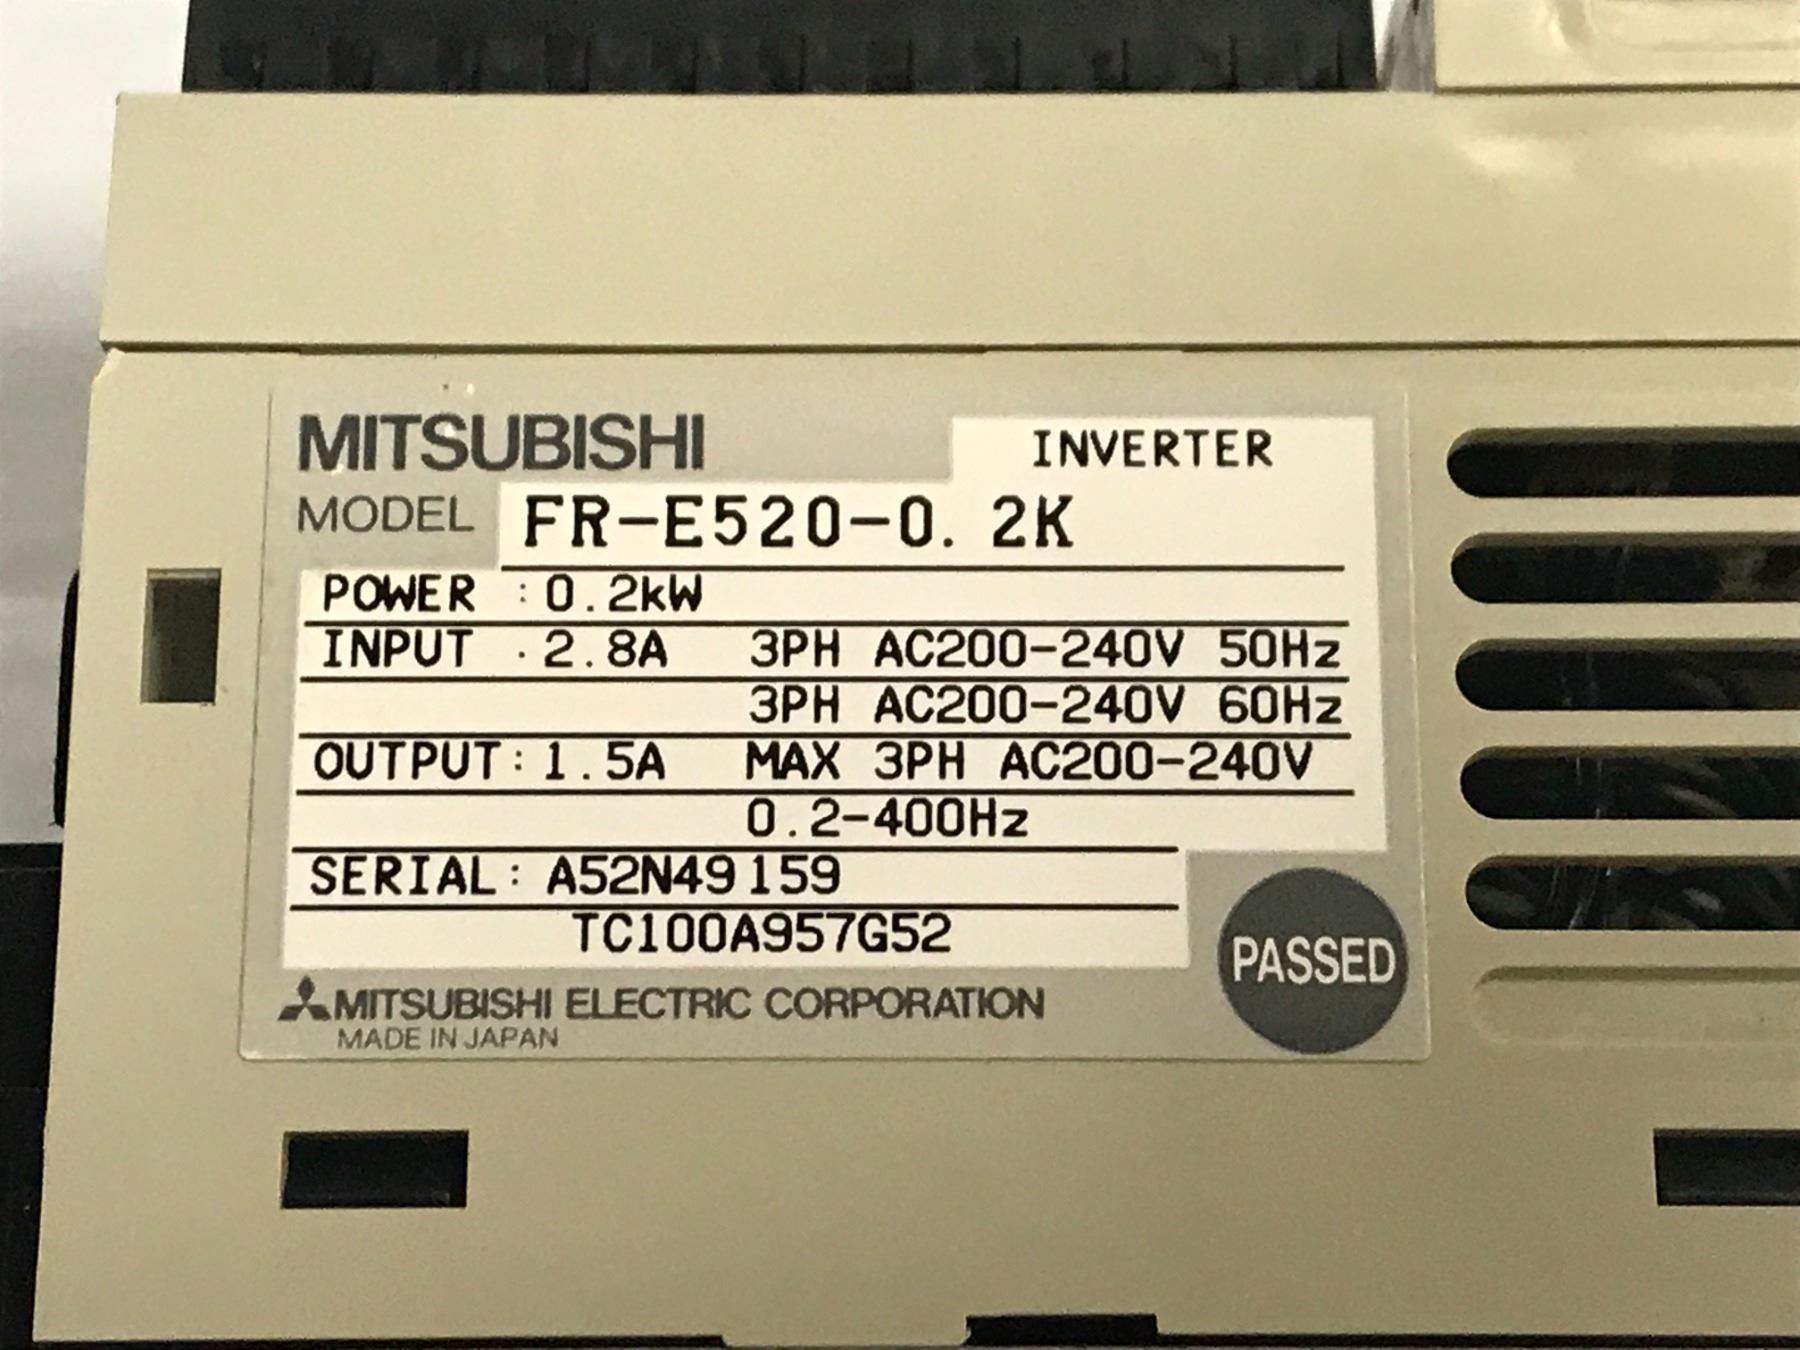 MITSUBISHI INVERTER
MODEL FR-E520-0.2K
POWER : 0.2kW
INPUT : 2.8A 3PH AC200-240V 50Hz
3PH AC200-240V 60Hz
OUTPUT: 1.5A MAX 3PH AC200-240V
0.2-400Hz
SERIAL: A52N49159
TC100A957G52
PASSED
MITSUBISHI ELECTRIC CORPORATION
MADE IN JAPAN